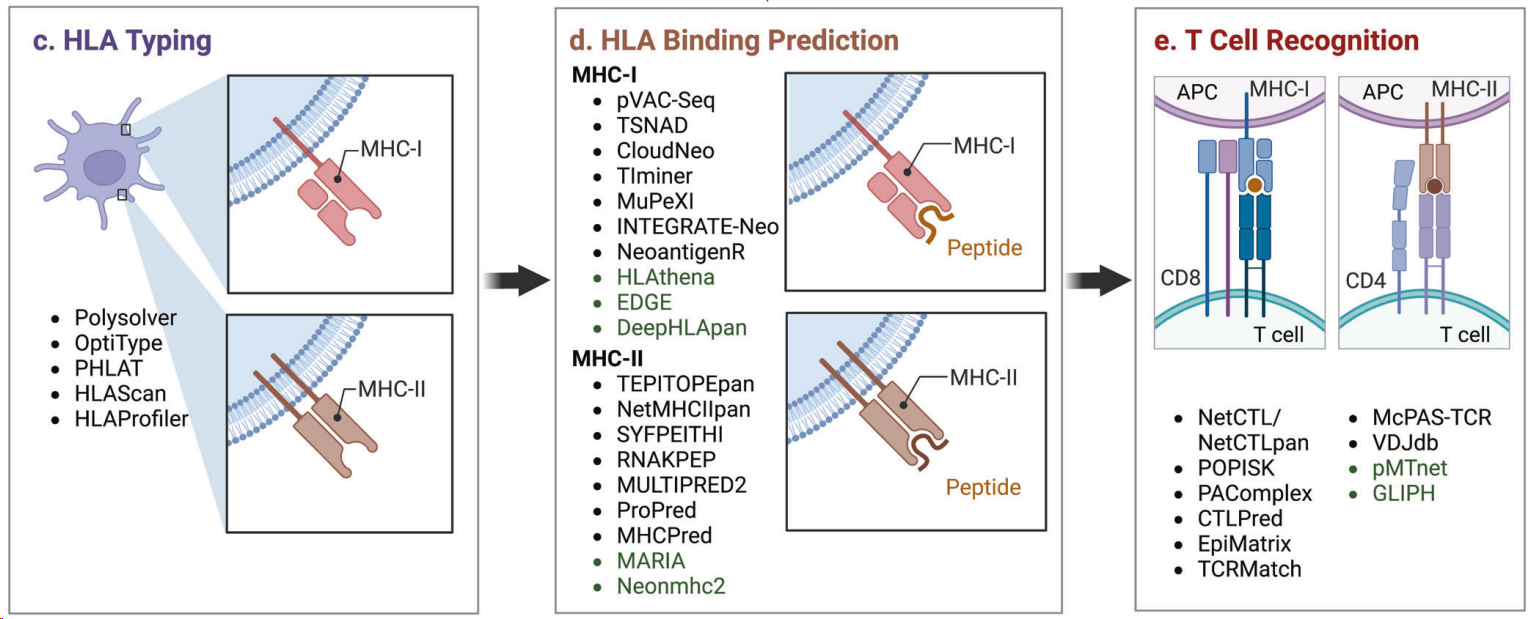 c. HLA Typing
MHC-I
• Polysolver
• OptiType
• PHLAT
• HLAScan
• HLAProfiler
MHC-II
d. HLA Binding Prediction
MHC-I
• pVAC-Seq
• TSNAD
• CloudNeo
• TIminer
• MuPeXI
• INTEGRATE-Neo
• NeoantigenR
• HLAthena
• EDGE
• DeepHLApan
MHC-II
• TEPITOPEpan
• NetMHCIIpan
• SYFPEITHI
• RNAKPEP
• MULTIPRED2
• ProPred
• MHCPred
• MARIA
• Neonmhc2
MHC-I
Peptide
MHC-II
Peptide
e. T Cell Recognition
APC
MHC-I
CD8
T cell
APC
MHC-II
CD4
T cell
• NetCTL/
NetCTLpan
• POPISK
• PAComplex
• CTLPred
• EpiMatrix
• TCRMatch
• McPAS-TCR
• VDJdb
• pMTnet
• GLIPH